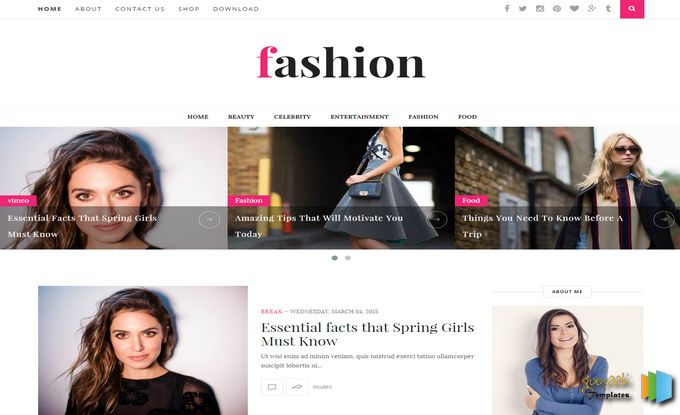 HOME ABOUT CONTACT US SHOP DOWNLOAD
fashion
HOME BEAUTY CELEBRITY ENTERTAINMENT FASHION FOOD
vimeo
Essential Facts That Spring Girls
Must Know
Fashion
Amazing Tips That Will Motivate You
Today
Food
Things You Need To Know Before A
Trip
BREAK - WEDNESDAY, MARCH 04, 2015
Essential facts that Spring Girls
Must Know
Ut wisi enim ad minim veniam, quis nostrud exerci tation ullamcorper
suscipit lobortis ni...
SHARES
ABOUT ME
gooyaabi
Templates